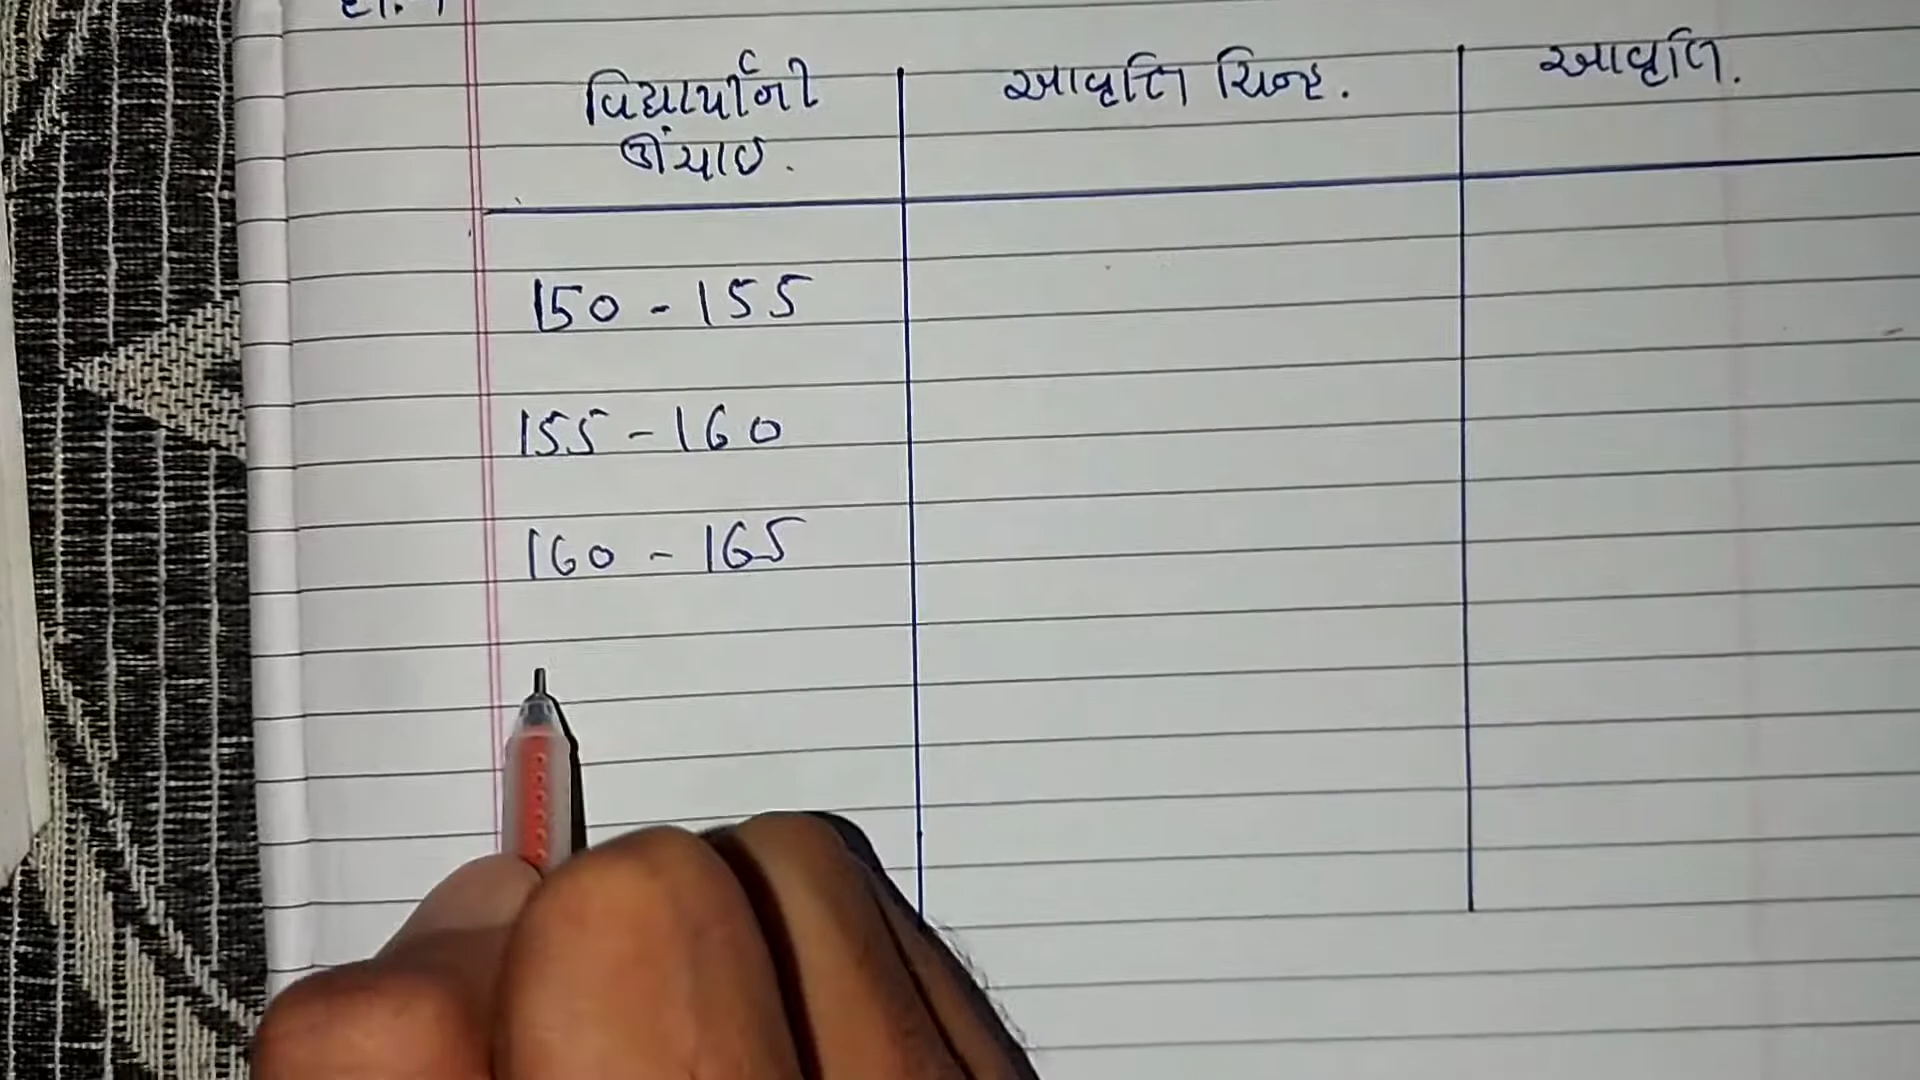 વિદ્યાર્થીની
ઊંચાઇ.
આવૃત્તિ ચિન્હ.
આવૃત્તિ.
150 - 155
155 - 160
160 - 165